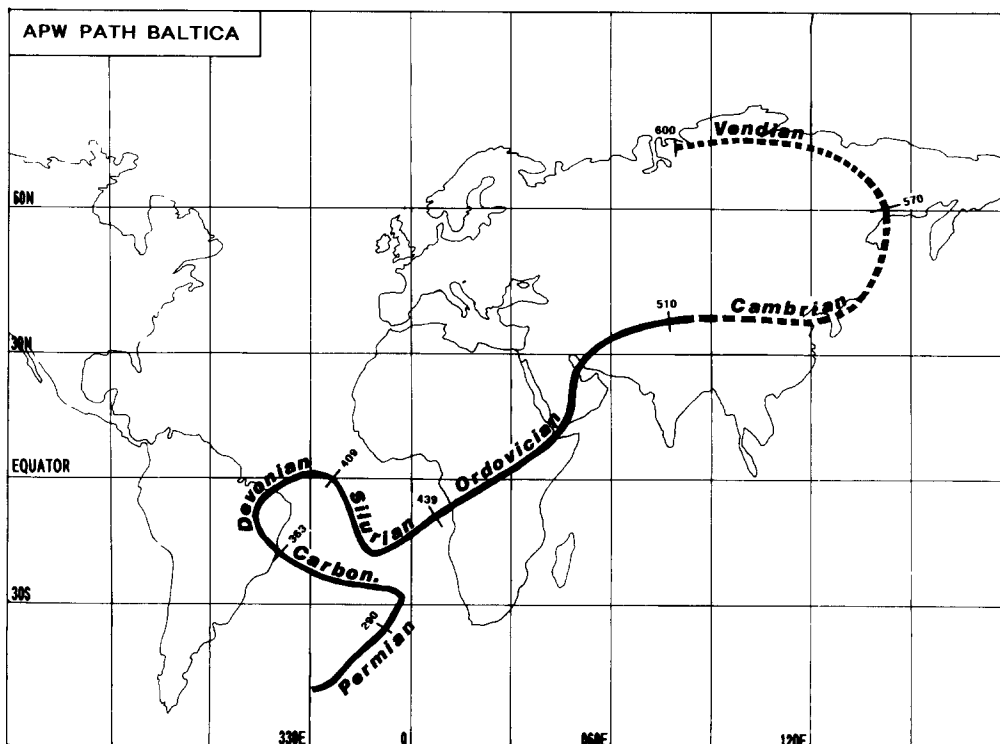 APW PATH BALTICA
600
Vendian
60N
570
510
Cambrian
30N
EQUATOR
Devonian
409
Silurian
439
Ordovician
363
Carbon.
30S
290
Permian
330E
0
060E
120E